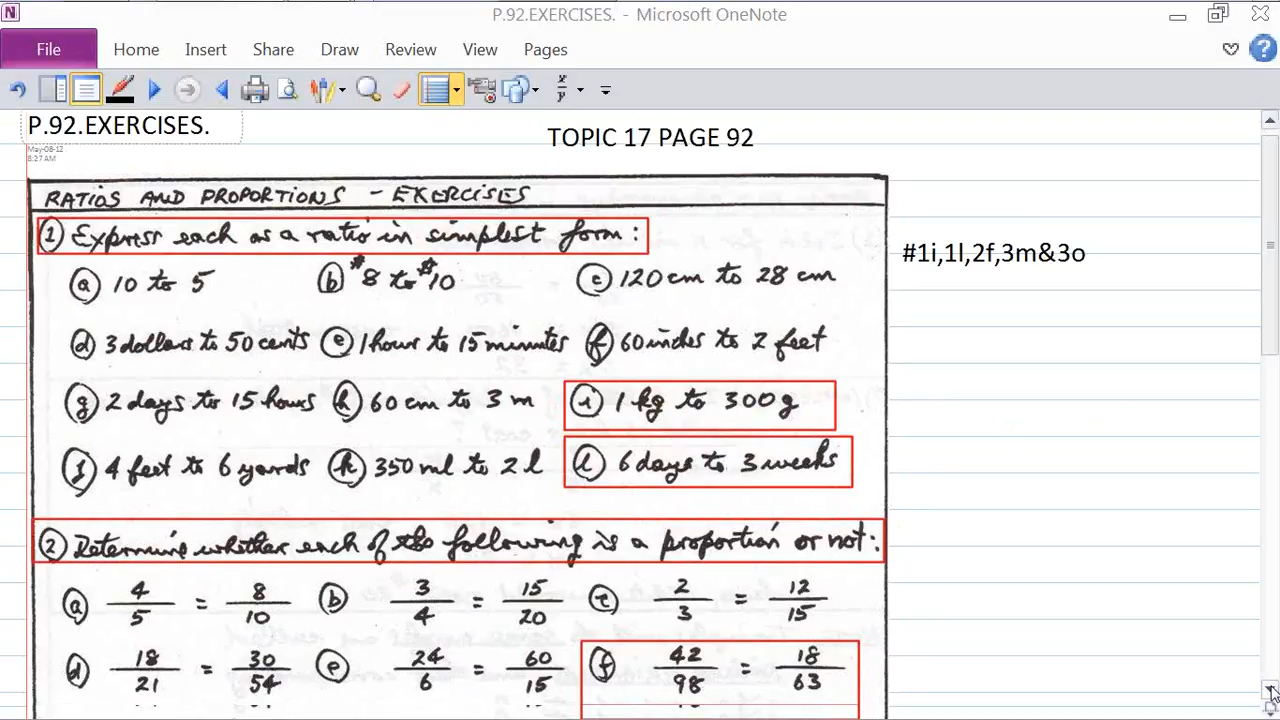 P.92.EXERCISES. - Microsoft OneNote
File Home Insert Share Draw Review View Pages
P.92.EXERCISES.
TOPIC 17 PAGE 92
May-08-12
8:27 AM
RATIOS AND PROPORTIONS - EXERCISES
① Express each as a ratio in simplest form:
#1i,1l,2f,3m&3o
ⓐ 10 to 5 ⓑ $8 to $10 ⓒ 120 cm to 28 cm
ⓓ 3 dollars to 50 cents ⓔ 1 hour to 15 minutes ⓕ 60 inches to 2 feet
ⓖ 2 days to 15 hours ⓗ 60 cm to 3 m ⓘ 1 kg to 300 g
ⓙ 4 feet to 6 yards ⓚ 350 ml to 2 l ⓛ 6 days to 3 weeks
② Determine whether each of the following is a proportion or not:
ⓐ 4/5 = 8/10 ⓑ 3/4 = 15/20 ⓒ 2/3 = 12/15
ⓓ 18/21 = 30/54 ⓔ 24/6 = 60/15 ⓕ 42/98 = 18/63